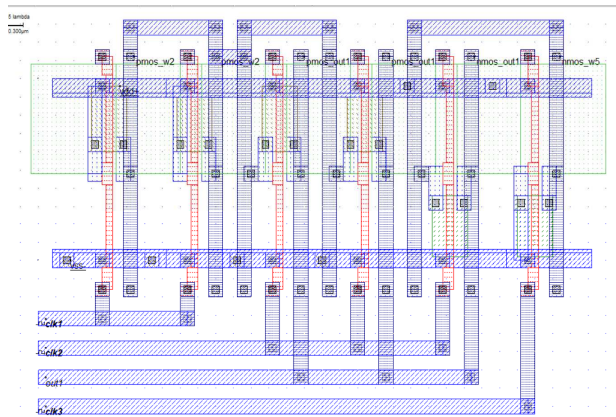 5 lambda
0.300µm
pmos_w2
pmos_w2
pmos_out1
pmos_out1
nmos_out1
nmos_w5
Vdd+
Vss-
clk1
clk2
out1
clk3